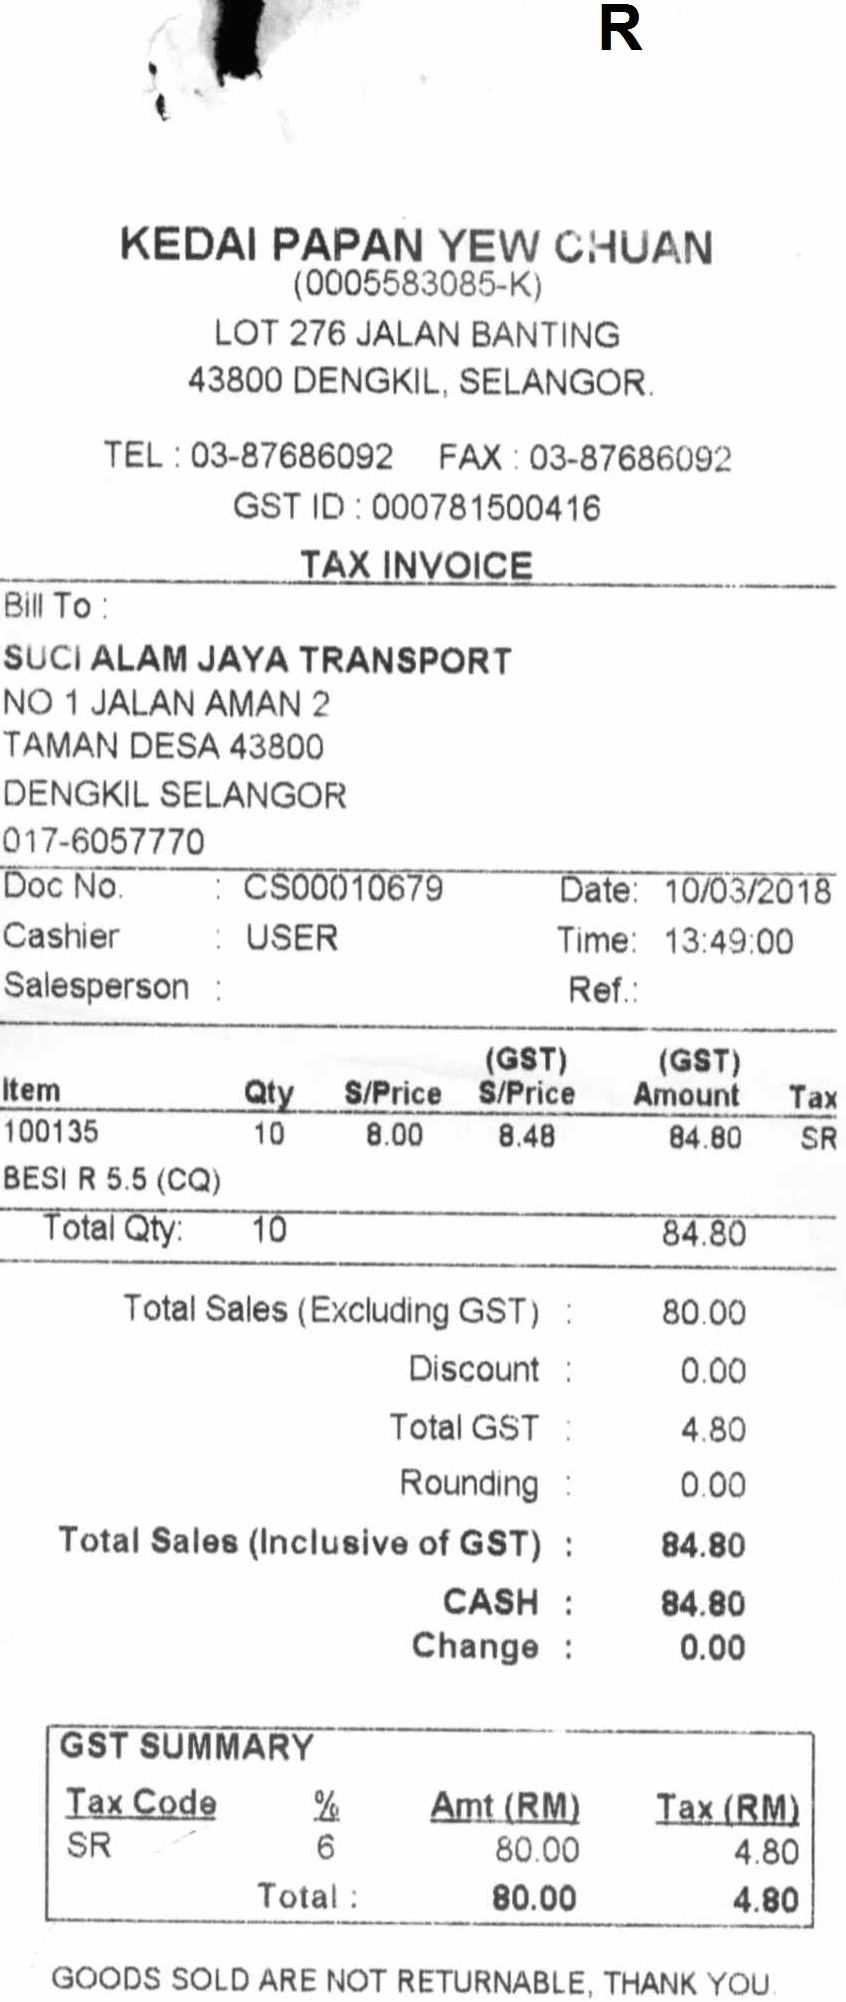 R
KEDAI PAPAN YEW CHUAN
(0005583085-K)
LOT 276 JALAN BANTING
43800 DENGKIL, SELANGOR.
TEL : 03-87686092 FAX : 03-87686092
GST ID : 000781500416
TAX INVOICE
Bill To :
SUCI ALAM JAYA TRANSPORT
NO 1 JALAN AMAN 2
TAMAN DESA 43800
DENGKIL SELANGOR
017-6057770
Doc No. : CS00010679 Date: 10/03/2018
Cashier : USER Time: 13:49:00
Salesperson : Ref.:
(GST) (GST)
Item Qty S/Price S/Price Amount Tax
100135 10 8.00 8.48 84.80 SR
BESI R 5.5 (CQ)
Total Qty: 10 84.80
Total Sales (Excluding GST) : 80.00
Discount : 0.00
Total GST : 4.80
Rounding : 0.00
Total Sales (Inclusive of GST) : 84.80
CASH : 84.80
Change : 0.00
GST SUMMARY
Tax Code % Amt (RM) Tax (RM)
SR 6 80.00 4.80
Total : 80.00 4.80
GOODS SOLD ARE NOT RETURNABLE, THANK YOU.